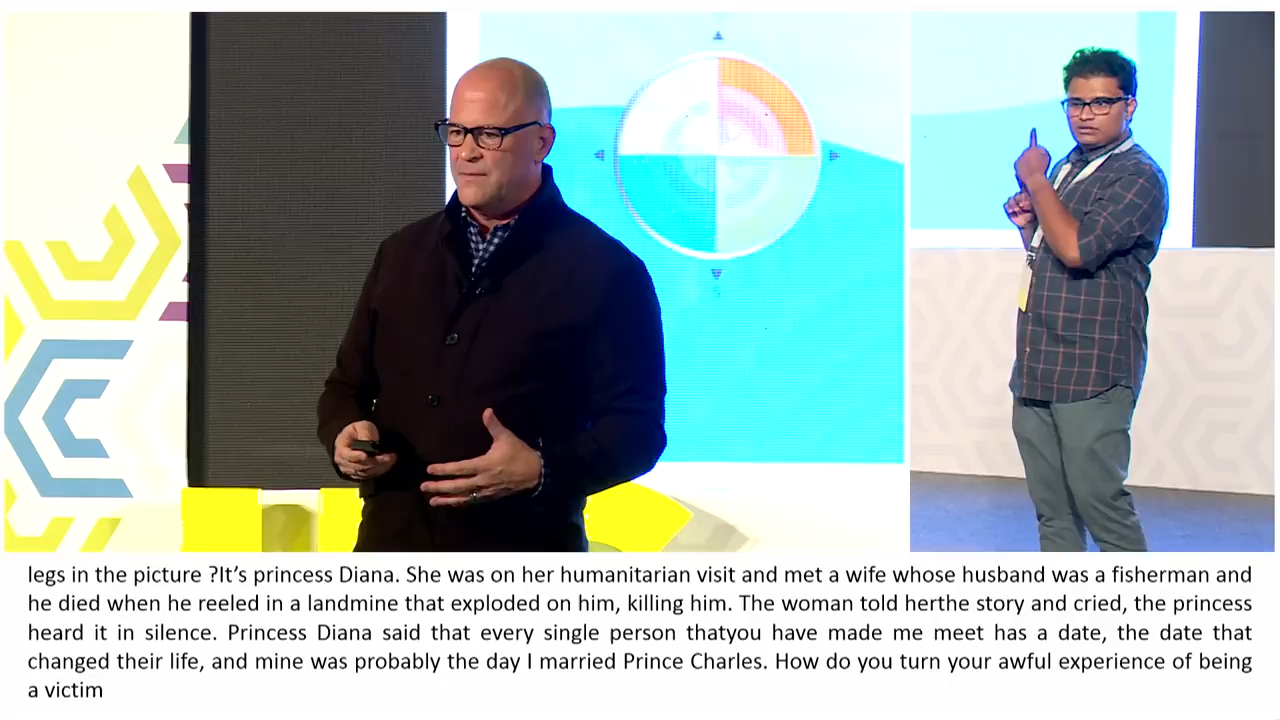 legs in the picture ?It's princess Diana. She was on her humanitarian visit and met a wife whose husband was a fisherman and
he died when he reeled in a landmine that exploded on him, killing him. The woman told herthe story and cried, the princess
heard it in silence. Princess Diana said that every single person thatyou have made me meet has a date, the date that
changed their life, and mine was probably the day I married Prince Charles. How do you turn your awful experience of being
a victim